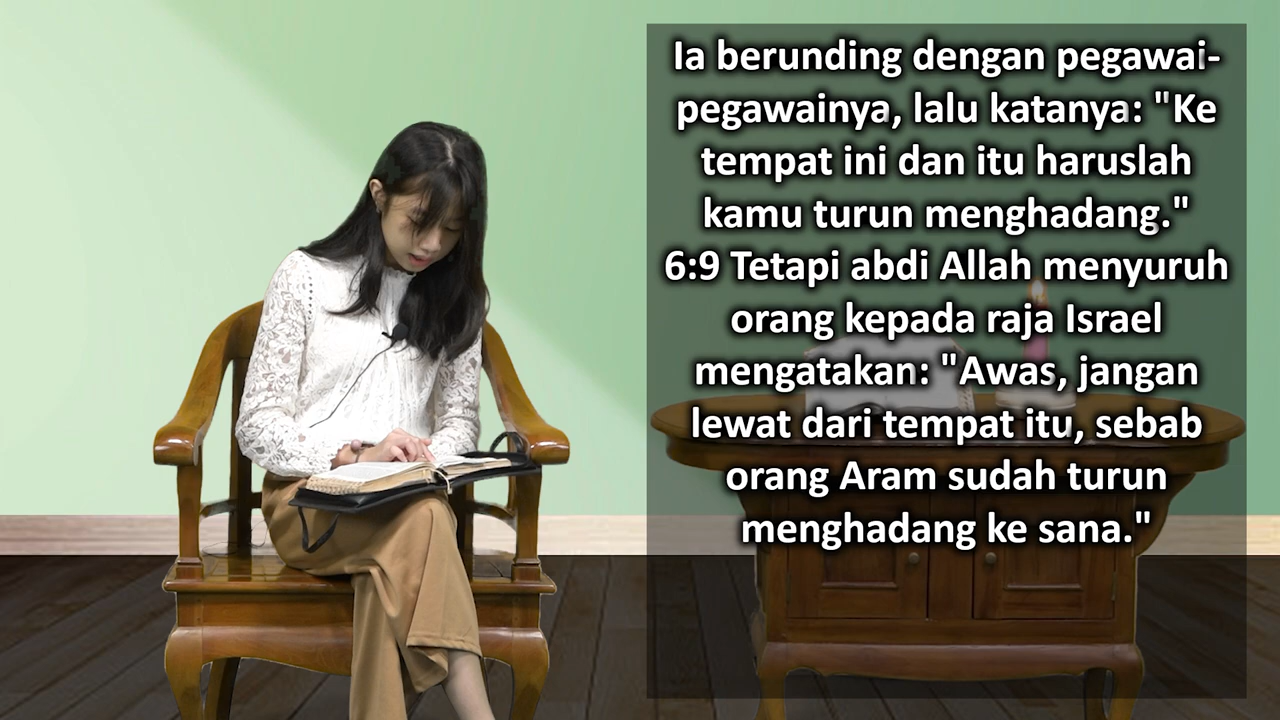 Ia berunding dengan pegawai-
pegawainya, lalu katanya: "Ke
tempat ini dan itu haruslah
kamu turun menghadang."
6:9 Tetapi abdi Allah menyuruh
orang kepada raja Israel
mengatakan: "Awas, jangan
lewat dari tempat itu, sebab
orang Aram sudah turun
menghadang ke sana."